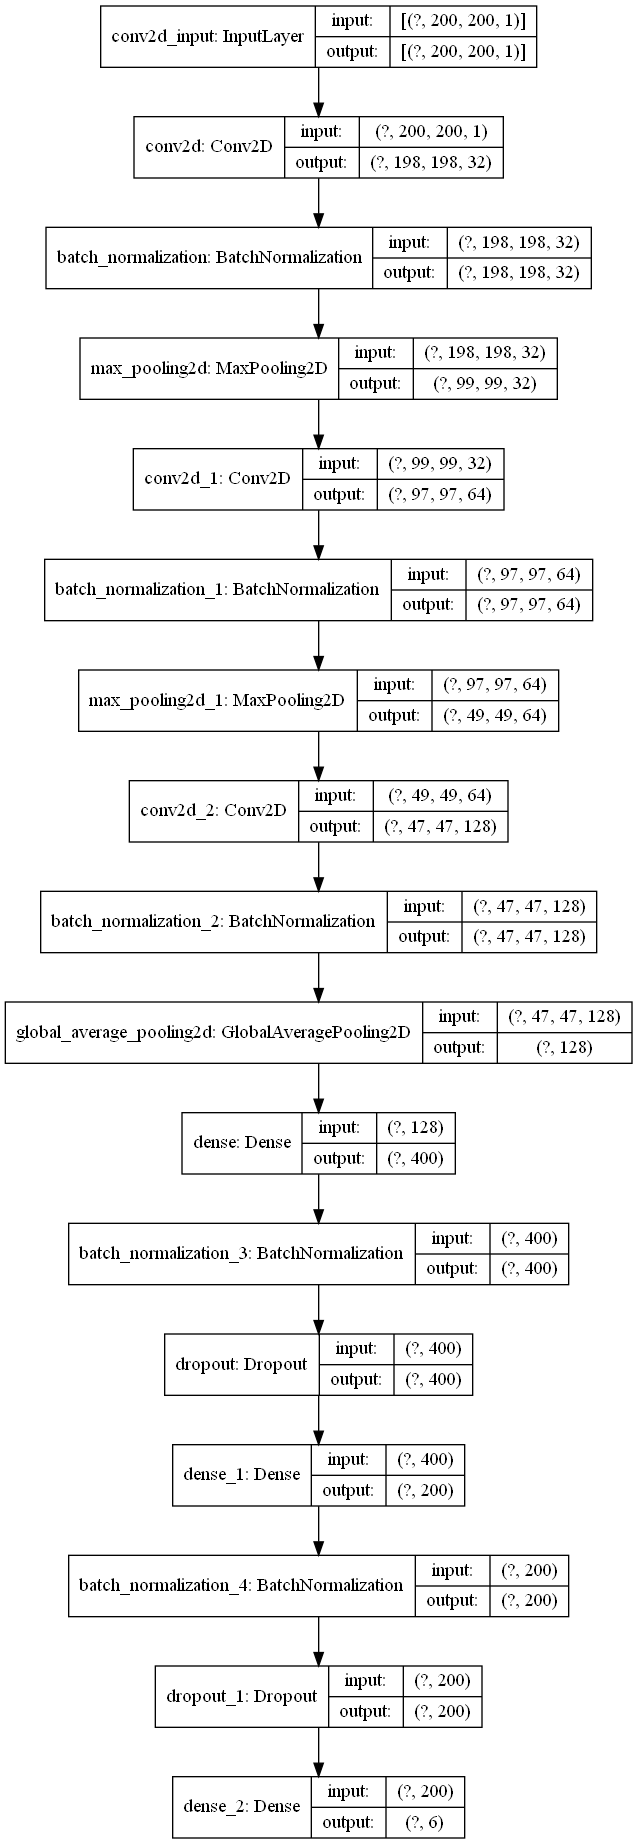 conv2d_input: InputLayer
input: [(?, 200, 200, 1)]
output: [(?, 200, 200, 1)]
conv2d: Conv2D
input: (?, 200, 200, 1)
output: (?, 198, 198, 32)
batch_normalization: BatchNormalization
input: (?, 198, 198, 32)
output: (?, 198, 198, 32)
max_pooling2d: MaxPooling2D
input: (?, 198, 198, 32)
output: (?, 99, 99, 32)
conv2d_1: Conv2D
input: (?, 99, 99, 32)
output: (?, 97, 97, 64)
batch_normalization_1: BatchNormalization
input: (?, 97, 97, 64)
output: (?, 97, 97, 64)
max_pooling2d_1: MaxPooling2D
input: (?, 97, 97, 64)
output: (?, 49, 49, 64)
conv2d_2: Conv2D
input: (?, 49, 49, 64)
output: (?, 47, 47, 128)
batch_normalization_2: BatchNormalization
input: (?, 47, 47, 128)
output: (?, 47, 47, 128)
global_average_pooling2d: GlobalAveragePooling2D
input: (?, 47, 47, 128)
output: (?, 128)
dense: Dense
input: (?, 128)
output: (?, 400)
batch_normalization_3: BatchNormalization
input: (?, 400)
output: (?, 400)
dropout: Dropout
input: (?, 400)
output: (?, 400)
dense_1: Dense
input: (?, 400)
output: (?, 200)
batch_normalization_4: BatchNormalization
input: (?, 200)
output: (?, 200)
dropout_1: Dropout
input: (?, 200)
output: (?, 200)
dense_2: Dense
input: (?, 200)
output: (?, 6)